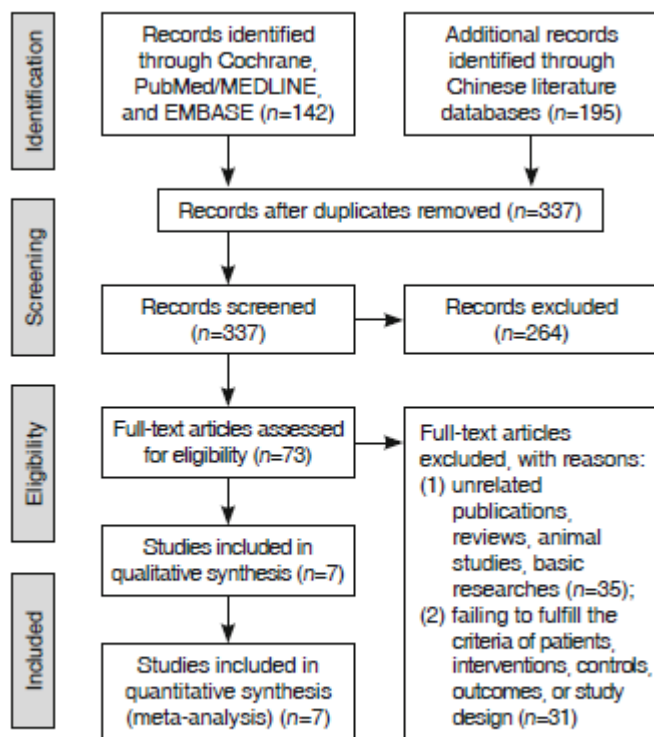 Identification
Records identified
through Cochrane,
PubMed/MEDLINE,
and EMBASE (n=142)
Additional records
identified through
Chinese literature
databases (n=195)
Records after duplicates removed (n=337)
Screening
Records screened
(n=337)
Records excluded
(n=264)
Eligibility
Full-text articles assessed
for eligibility (n=73)
Full-text articles
excluded, with reasons:
(1) unrelated
publications,
reviews, animal
studies, basic
researches (n=35);
(2) failing to fulfill the
criteria of patients,
interventions, controls,
outcomes, or study
design (n=31)
Studies included in
qualitative synthesis (n=7)
Included
Studies included in
quantitative synthesis
(meta-analysis) (n=7)